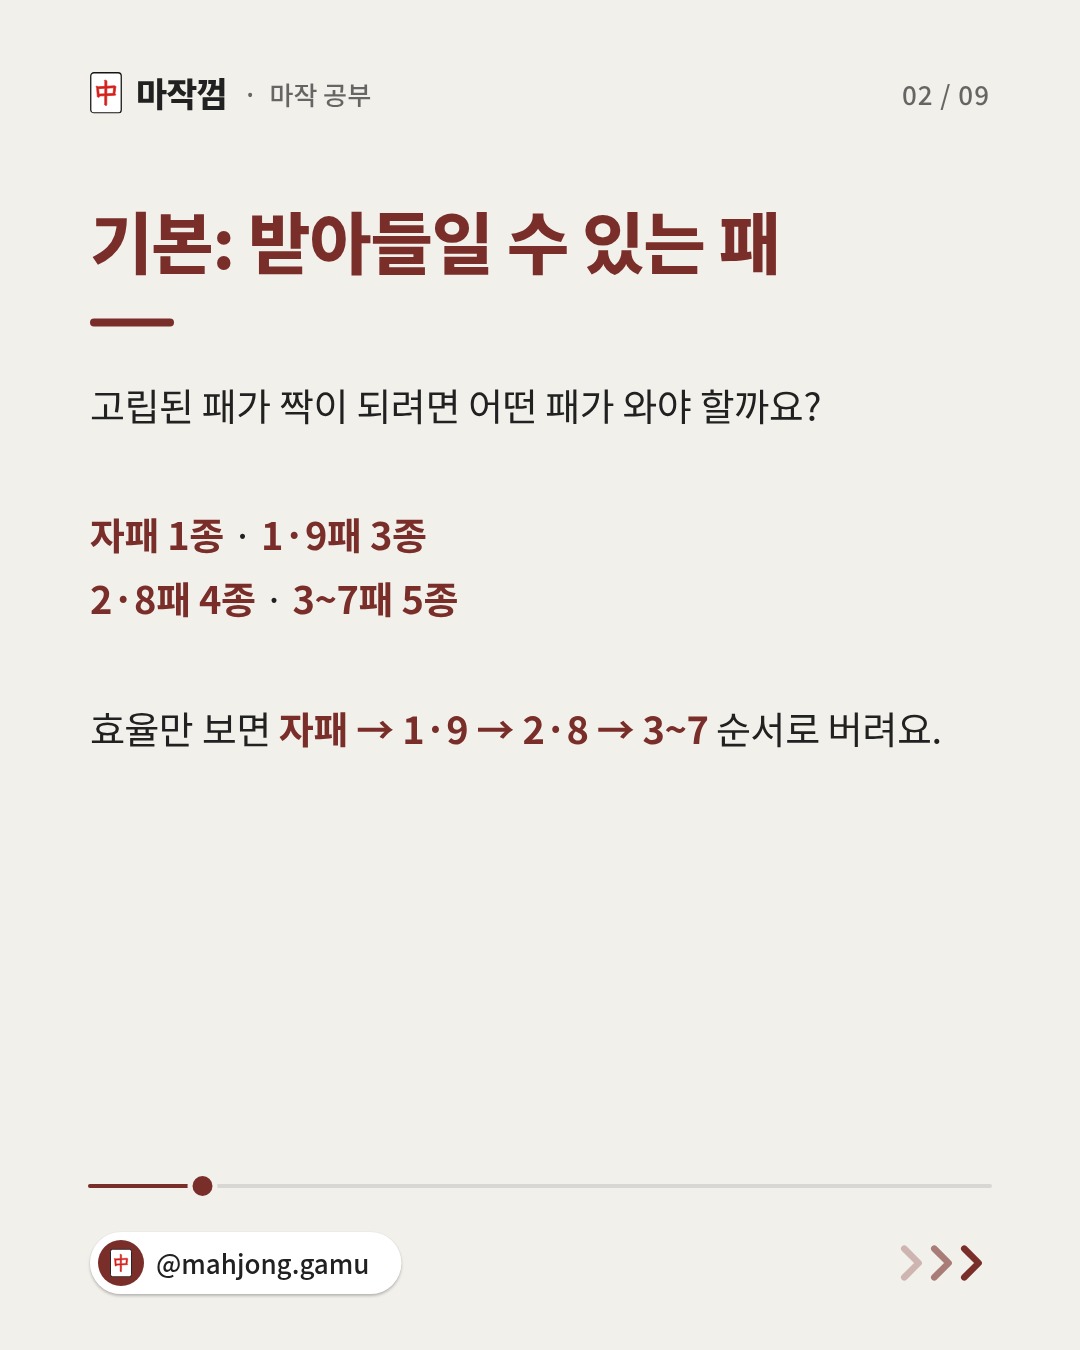 中 마작껌 · 마작 공부
02 / 09
기본: 받아들일 수 있는 패
고립된 패가 짝이 되려면 어떤 패가 와야 할까요?
자패 1종 · 1·9패 3종
2·8패 4종 · 3~7패 5종
효율만 보면 자패 → 1·9 → 2·8 → 3~7 순서로 버려요.
中 @mahjong.gamu